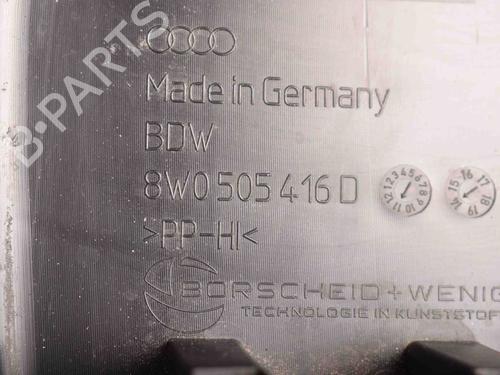 B-PARTS
Made in Germany
BDW
8W0 505 416 D
>PP-HI<
BORSCHEID+WENIG
TECHNOLOGIE IN KUNSTSTOFF